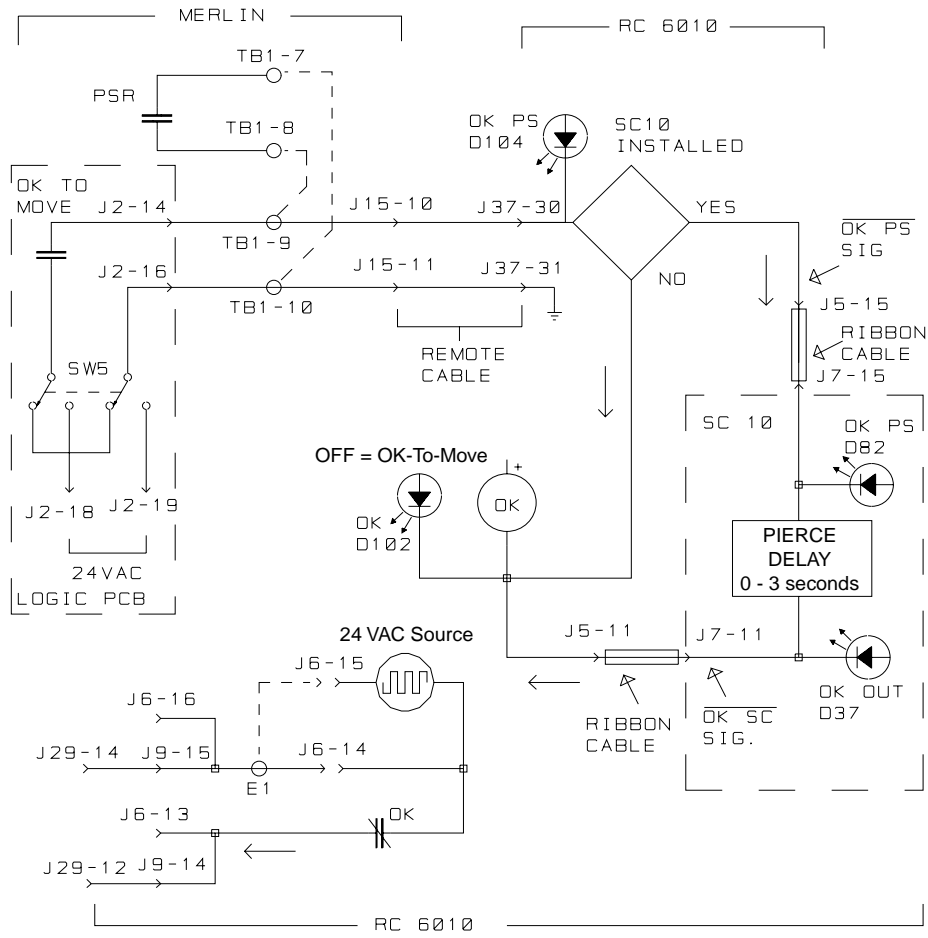 MERLIN
RC 6010
TB1-7
PSR
OK PS
D104
SC10
INSTALLED
TB1-8
OK TO
MOVE
J2-14
J15-10
J37-30
YES
OK PS
SIG
TB1-9
J2-16
J15-11
J37-31
NO
TB1-10
J5-15
RIBBON
CABLE
J7-15
REMOTE
CABLE
SW5
SC 10
OK PS
D82
OFF = OK-To-Move
+
OK
OK
D102
J2-18
J2-19
PIERCE
DELAY
0 - 3 seconds
24VAC
LOGIC PCB
24 VAC Source
J5-11
J7-11
J6-15
J6-16
OK OUT
D37
OK SC
SIG.
RIBBON
CABLE
J29-14
J9-15
J6-14
E1
J6-13
OK
J29-12
J9-14
RC 6010